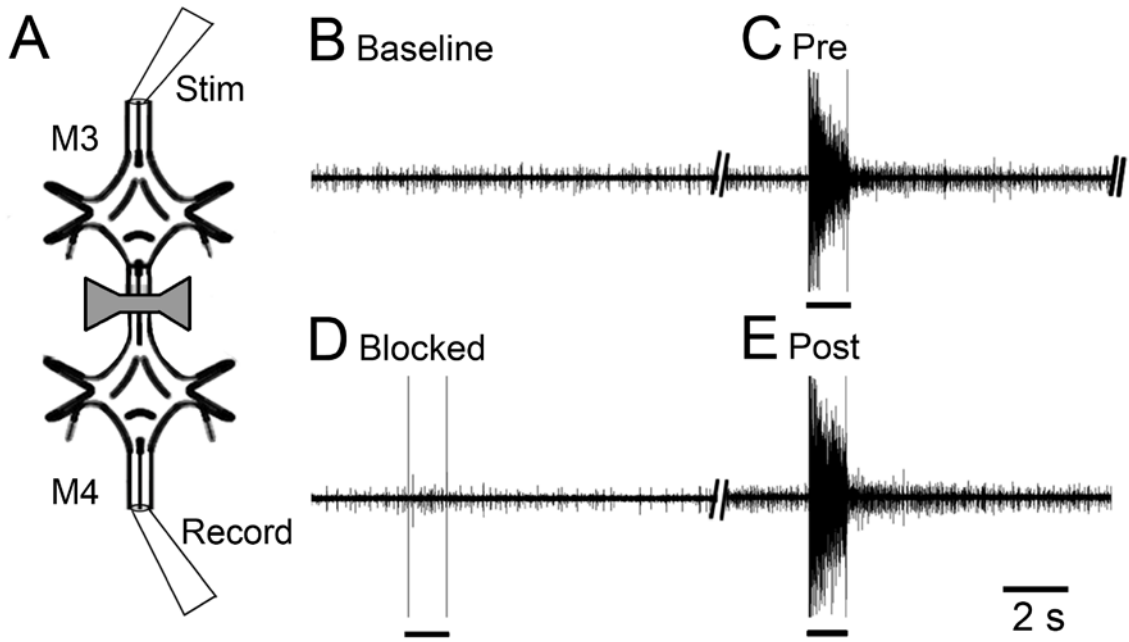 A
Stim
M3
M4
Record
B Baseline
C Pre
D Blocked
E Post
2 s